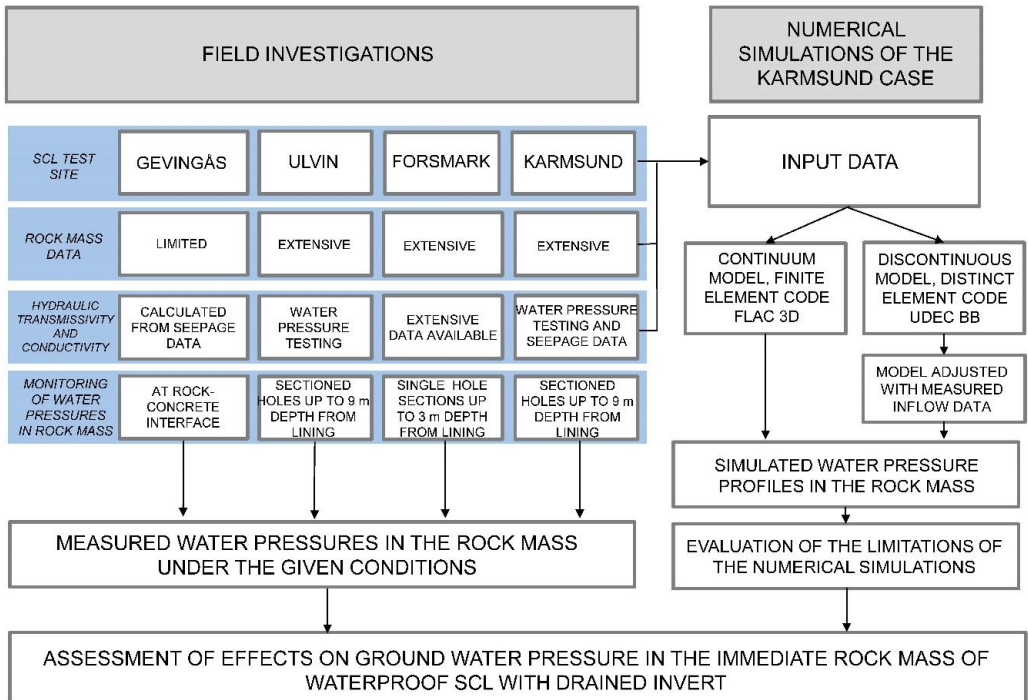 FIELD INVESTIGATIONS
NUMERICAL
SIMULATIONS OF THE
KARMSUND CASE
SCL TEST
SITE
GEVINGÅS
ULVIN
FORSMARK
KARMSUND
INPUT DATA
ROCK MASS
DATA
LIMITED
EXTENSIVE
EXTENSIVE
EXTENSIVE
CONTINUUM
MODEL, FINITE
ELEMENT CODE
FLAC 3D
DISCONTINUOUS
MODEL, DISTINCT
ELEMENT CODE
UDEC BB
HYDRAULIC
TRANSMISSIVITY
AND
CONDUCTIVITY
CALCULATED
FROM SEEPAGE
DATA
WATER
PRESSURE
TESTING
EXTENSIVE
DATA AVAILABLE
WATER PRESSURE
TESTING AND
SEEPAGE DATA
MODEL ADJUSTED
WITH MEASURED
INFLOW DATA
MONITORING
OF WATER
PRESSURES
IN ROCK MASS
AT ROCK-
CONCRETE
INTERFACE
SECTIONED
HOLES UP TO 9 m
DEPTH FROM
LINING
SINGLE HOLE
SECTIONS UP
TO 3 m DEPTH
FROM LINING
SECTIONED
HOLES UP TO 9 m
DEPTH FROM
LINING
SIMULATED WATER PRESSURE
PROFILES IN THE ROCK MASS
MEASURED WATER PRESSURES IN THE ROCK MASS
UNDER THE GIVEN CONDITIONS
EVALUATION OF THE LIMITATIONS OF
THE NUMERICAL SIMULATIONS
ASSESSMENT OF EFFECTS ON GROUND WATER PRESSURE IN THE IMMEDIATE ROCK MASS OF
WATERPROOF SCL WITH DRAINED INVERT